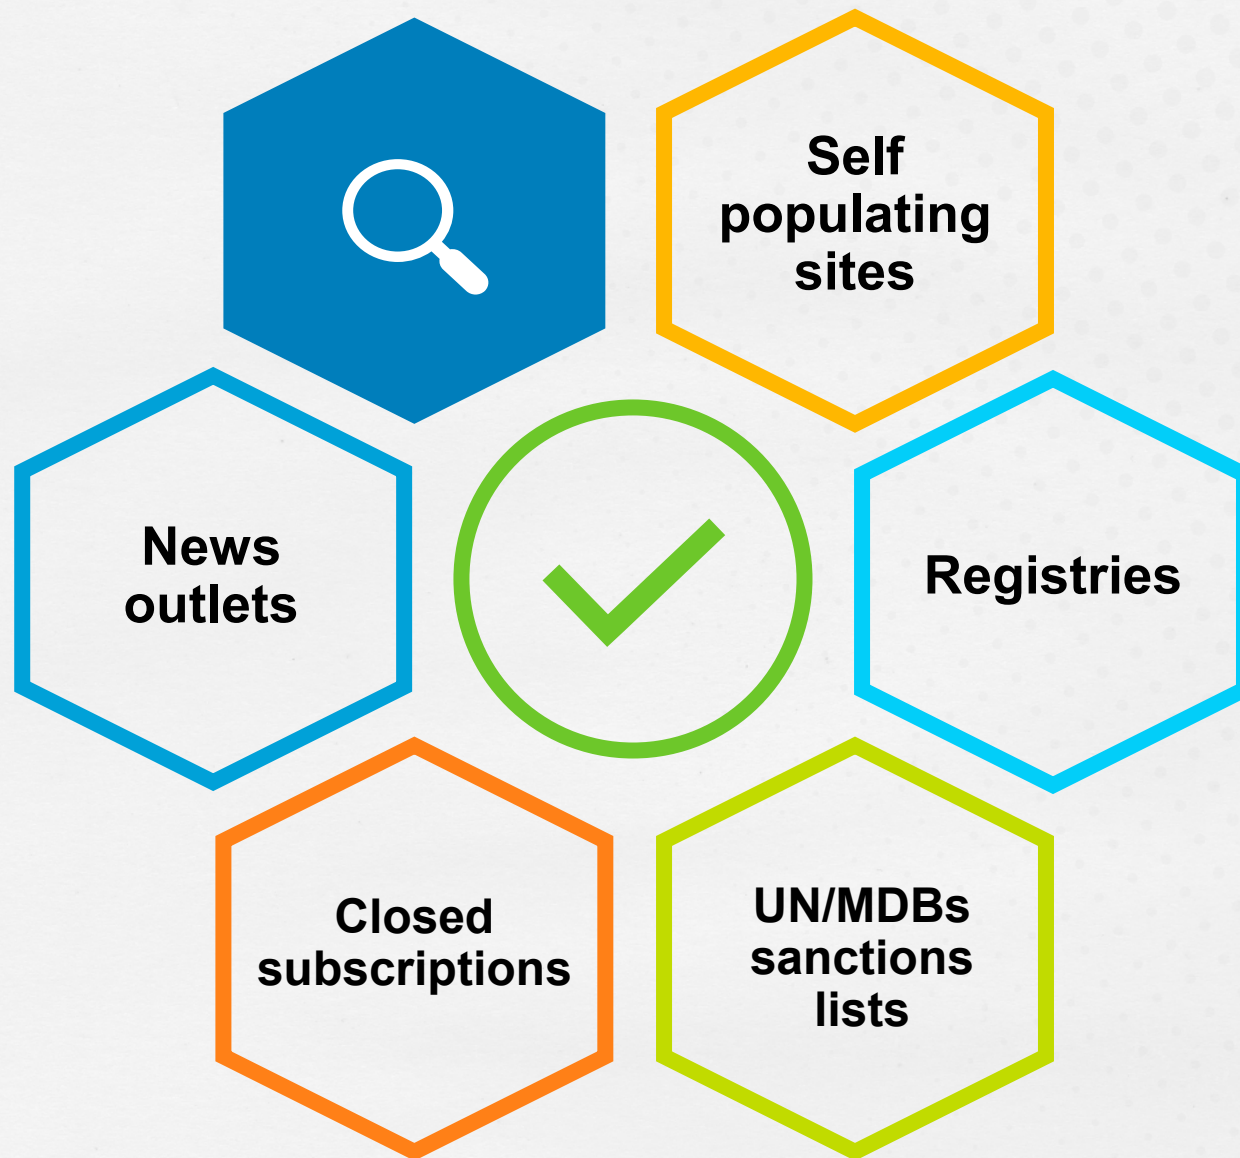 Self
populating
sites
News
outlets
Registries
Closed
subscriptions
UN/MDBs
sanctions
lists